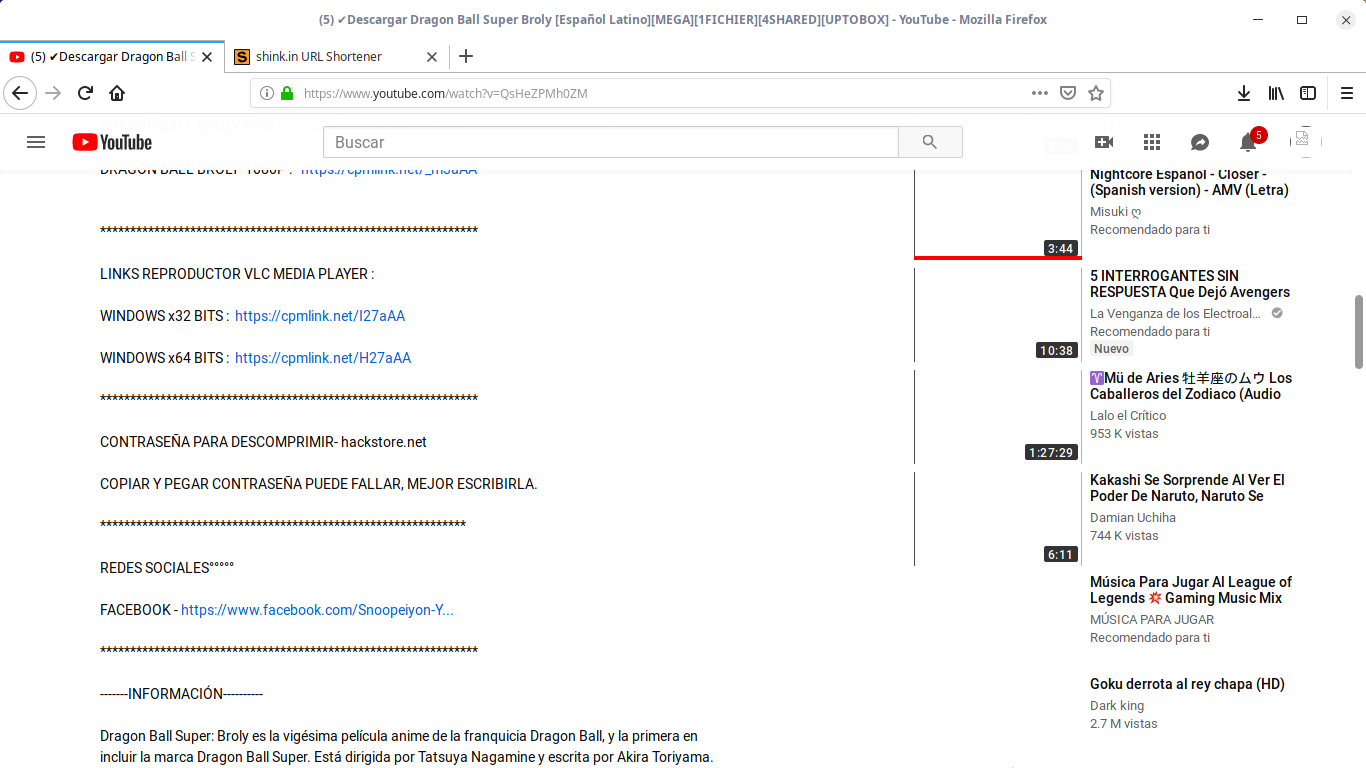 (5) ✔Descargar Dragon Ball Super Broly [Español Latino][MEGA][1FICHIER][4SHARED][UPTOBOX] - YouTube - Mozilla Firefox
(5) ✔Descargar Dragon Ball S
shink.in URL Shortener
https://www.youtube.com/watch?v=QsHeZPMh0ZM
YouTube
Buscar
5
DRAGON BALL BROLY 1080P : https://cpmlink.net/_m5aAA
************************************************************
LINKS REPRODUCTOR VLC MEDIA PLAYER :
WINDOWS x32 BITS : https://cpmlink.net/I27aAA
WINDOWS x64 BITS : https://cpmlink.net/H27aAA
************************************************************
CONTRASEÑA PARA DESCOMPRIMIR- hackstore.net
COPIAR Y PEGAR CONTRASEÑA PUEDE FALLAR, MEJOR ESCRIBIRLA.
**********************************************************
REDES SOCIALES°°°°°
FACEBOOK - https://www.facebook.com/Snoopeiyon-Y...
************************************************************
-------INFORMACIÓN----------
Dragon Ball Super: Broly es la vigésima película anime de la franquicia Dragon Ball, y la primera en
incluir la marca Dragon Ball Super. Está dirigida por Tatsuya Nagamine y escrita por Akira Toriyama.
Nightcore Español - Closer -
(Spanish version) - AMV (Letra)
Misuki ღ
Recomendado para ti
3:44
5 INTERROGANTES SIN
RESPUESTA Que Dejó Avengers
La Venganza de los Electroal...
Recomendado para ti
Nuevo
10:38
♈Mü de Aries 牡羊座のムウ Los
Caballeros del Zodiaco (Audio
Lalo el Crítico
953 K vistas
1:27:29
Kakashi Se Sorprende Al Ver El
Poder De Naruto, Naruto Se
Damian Uchiha
744 K vistas
6:11
Música Para Jugar Al League of
Legends 💥 Gaming Music Mix
MÚSICA PARA JUGAR
Recomendado para ti
Goku derrota al rey chapa (HD)
Dark king
2.7 M vistas